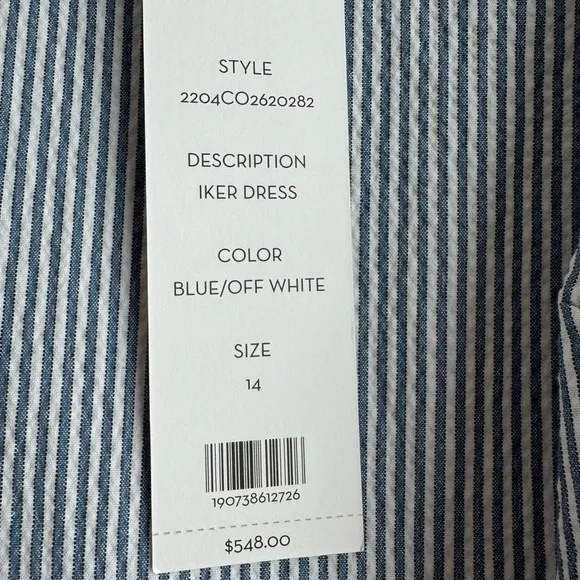 STYLE
2204CO2620282
DESCRIPTION
IKER DRESS
COLOR
BLUE/OFF WHITE
SIZE
14
190738612726
$548.00